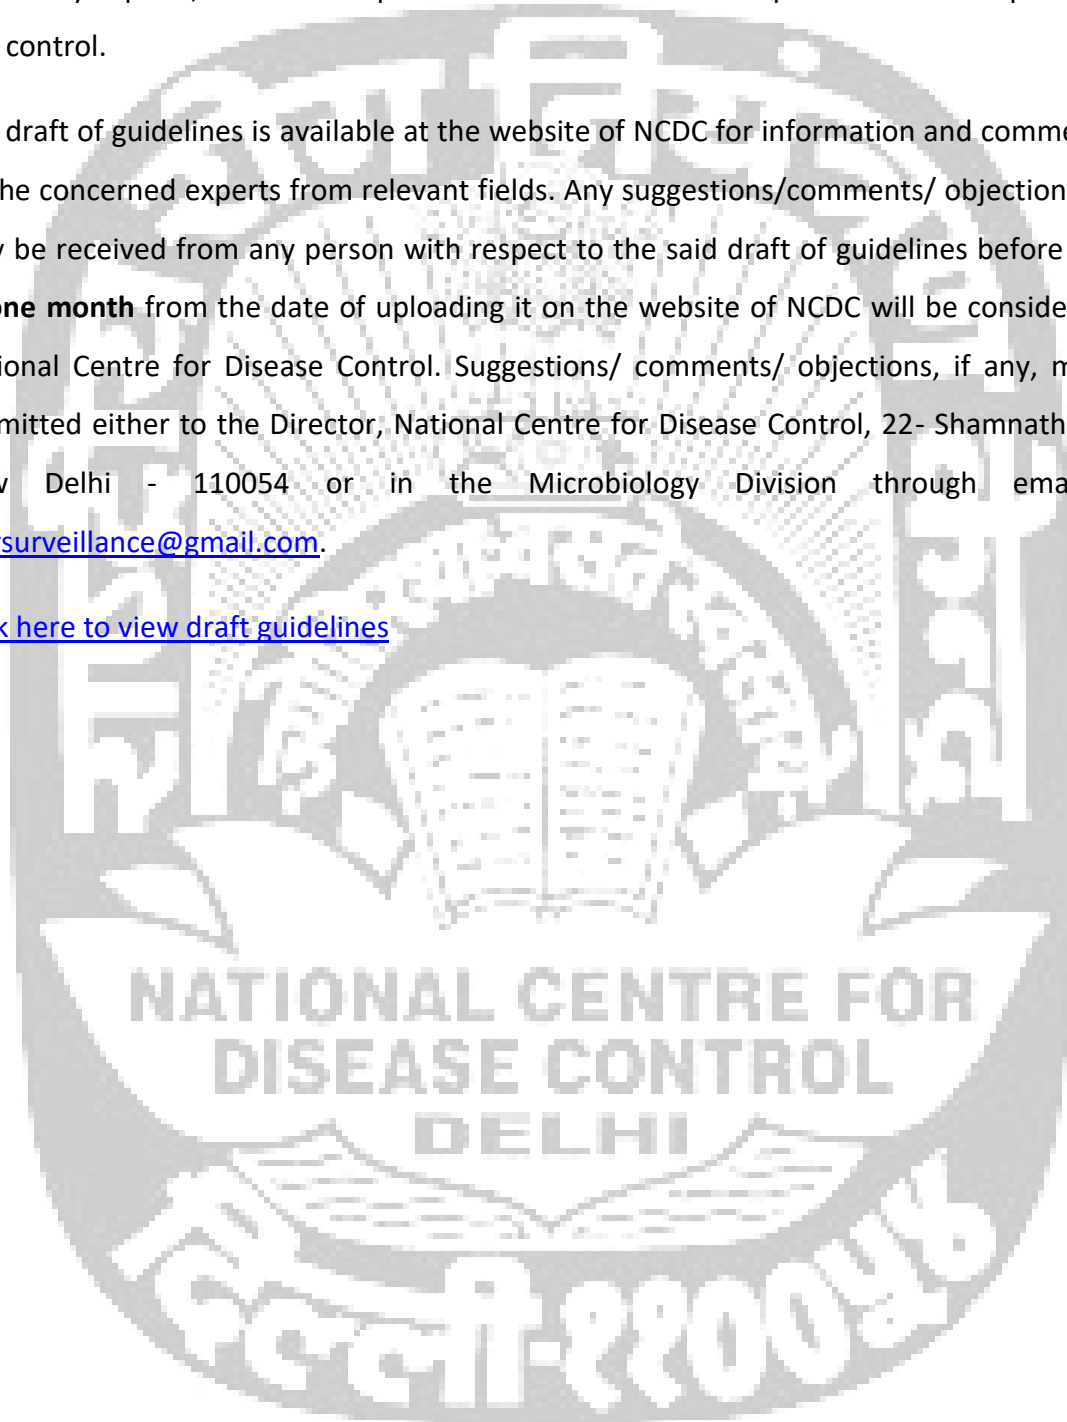 control.
draft of guidelines is available at the website of NCDC for information and comme
he concerned experts from relevant fields. Any suggestions/comments/ objection
be received from any person with respect to the said draft of guidelines before
one month from the date of uploading it on the website of NCDC will be conside
ional Centre for Disease Control. Suggestions/ comments/ objections, if any, m
mitted either to the Director, National Centre for Disease Control, 22- Shamnath
Delhi - 110054 or in the Microbiology Division through ema
surveillance@gmail.com.
k here to view draft guidelines
NATIONAL CENTRE FOR
DISEASE CONTROL
DELHI
दिल्ली-११००५४